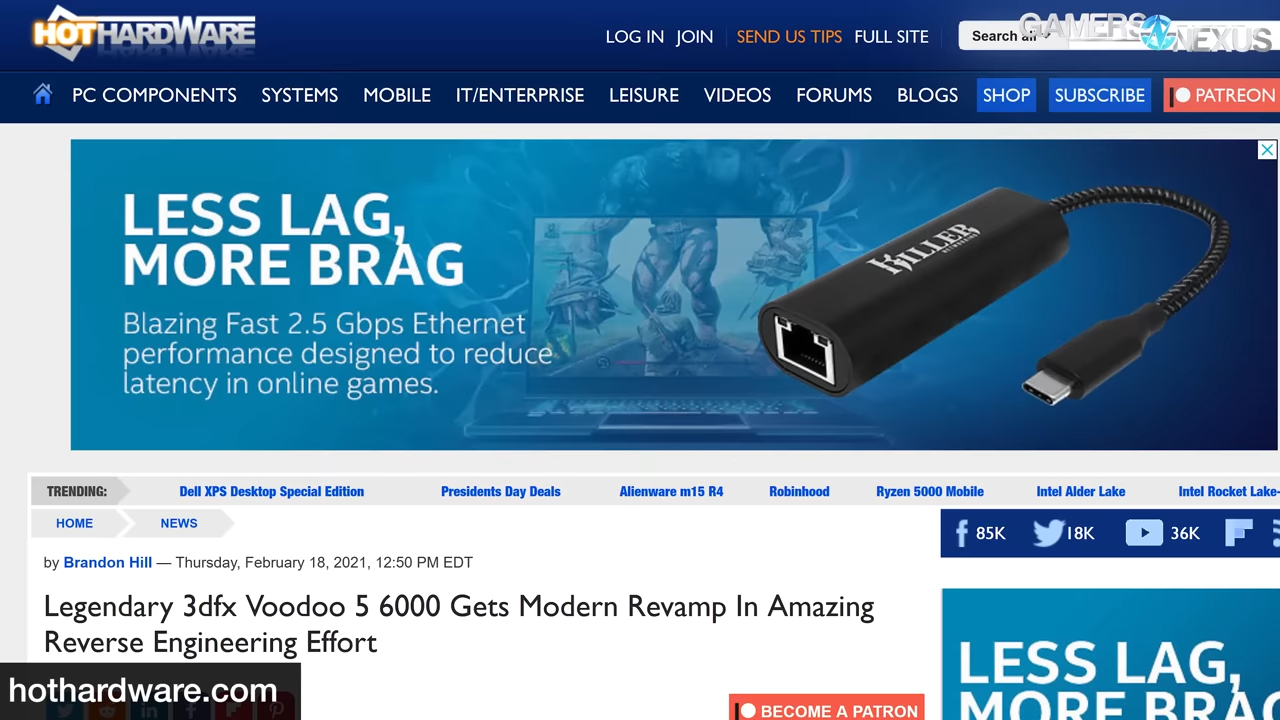 HOTHARDWARE
LOG IN JOIN SEND US TIPS FULL SITE
Search all
GAMERS NEXUS
PC COMPONENTS SYSTEMS MOBILE IT/ENTERPRISE LEISURE VIDEOS FORUMS BLOGS SHOP SUBSCRIBE PATREON
LESS LAG,
MORE BRAG
Blazing Fast 2.5 Gbps Ethernet
performance designed to reduce
latency in online games.
KILLER
TRENDING: Dell XPS Desktop Special Edition Presidents Day Deals Alienware m15 R4 Robinhood Ryzen 5000 Mobile Intel Alder Lake Intel Rocket Lake-
HOME NEWS
85K 18K 36K
by Brandon Hill — Thursday, February 18, 2021, 12:50 PM EDT
Legendary 3dfx Voodoo 5 6000 Gets Modern Revamp In Amazing
Reverse Engineering Effort
LESS LAG,
MORE BRAG
hothardware.com
BECOME A PATRON